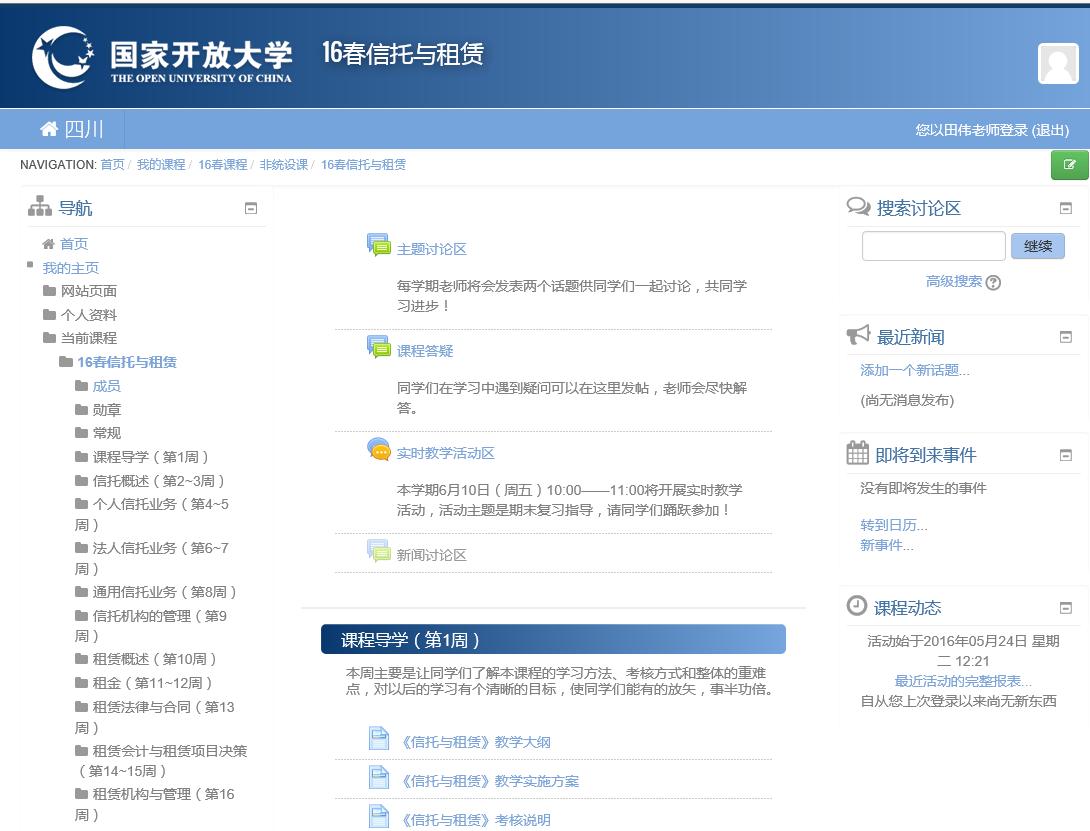 国家开放大学
THE OPEN UNIVERSITY OF CHINA
16春信托与租赁
四川
您以田伟老师登录 (退出)
NAVIGATION: 首页 / 我的课程 / 16春课程 / 非统设课 / 16春信托与租赁
导航
首页
我的主页
网站页面
个人资料
当前课程
16春信托与租赁
成员
勋章
常规
课程导学（第1周）
信托概述（第2~3周）
个人信托业务（第4~5
周）
法人信托业务（第6~7
周）
通用信托业务（第8周）
信托机构的管理（第9
周）
租赁概述（第10周）
租金（第11~12周）
租赁法律与合同（第13
周）
租赁会计与租赁项目决策
（第14~15周）
租赁机构与管理（第16
周）
主题讨论区
每学期老师将会发表两个话题供同学们一起讨论，共同学
习进步！
课程答疑
同学们在学习中遇到疑问可以在这里发帖，老师会尽快解
答。
实时教学活动区
本学期6月10日（周五）10:00——11:00将开展实时教学
活动，活动主题是期末复习指导，请同学们踊跃参加！
新闻讨论区
课程导学（第1周）
本周主要是让同学们了解本课程的学习方法、考核方式和整体的重难
点，对以后的学习有个清晰的目标，使同学们能有的放矢，事半功倍。
《信托与租赁》教学大纲
《信托与租赁》教学实施方案
《信托与租赁》考核说明
搜索讨论区
继续
高级搜索
最近新闻
添加一个新话题...
(尚无消息发布)
即将到来事件
没有即将发生的事件
转到日历...
新事件...
课程动态
活动始于2016年05月24日 星期
二 12:21
最近活动的完整报表...
自从您上次登录以来尚无新东西